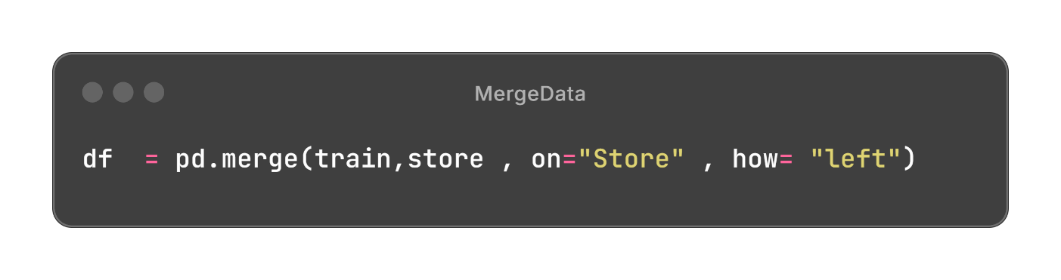 MergeData
df  = pd.merge(train,store , on="Store" , how= "left")